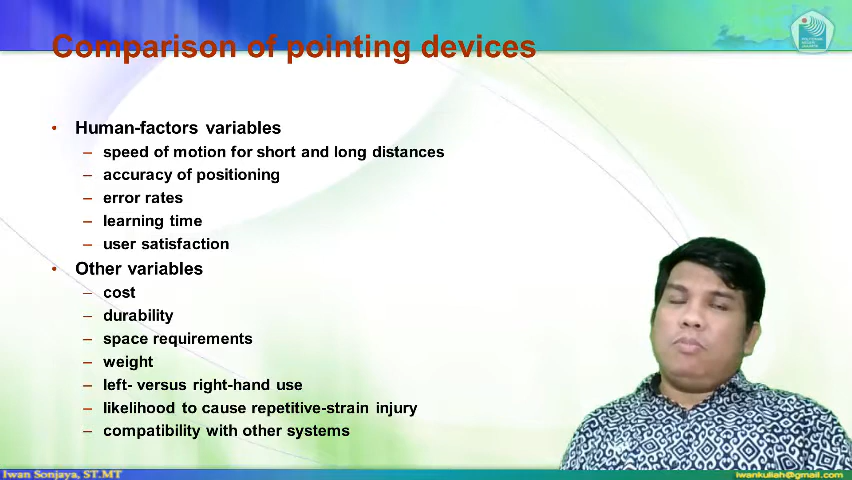 Comparison of pointing devices
• Human-factors variables
– speed of motion for short and long distances
– accuracy of positioning
– error rates
– learning time
– user satisfaction
• Other variables
– cost
– durability
– space requirements
– weight
– left- versus right-hand use
– likelihood to cause repetitive-strain injury
– compatibility with other systems
Iwan Sonjaya, ST.MT
iwankuliah@gmail.com